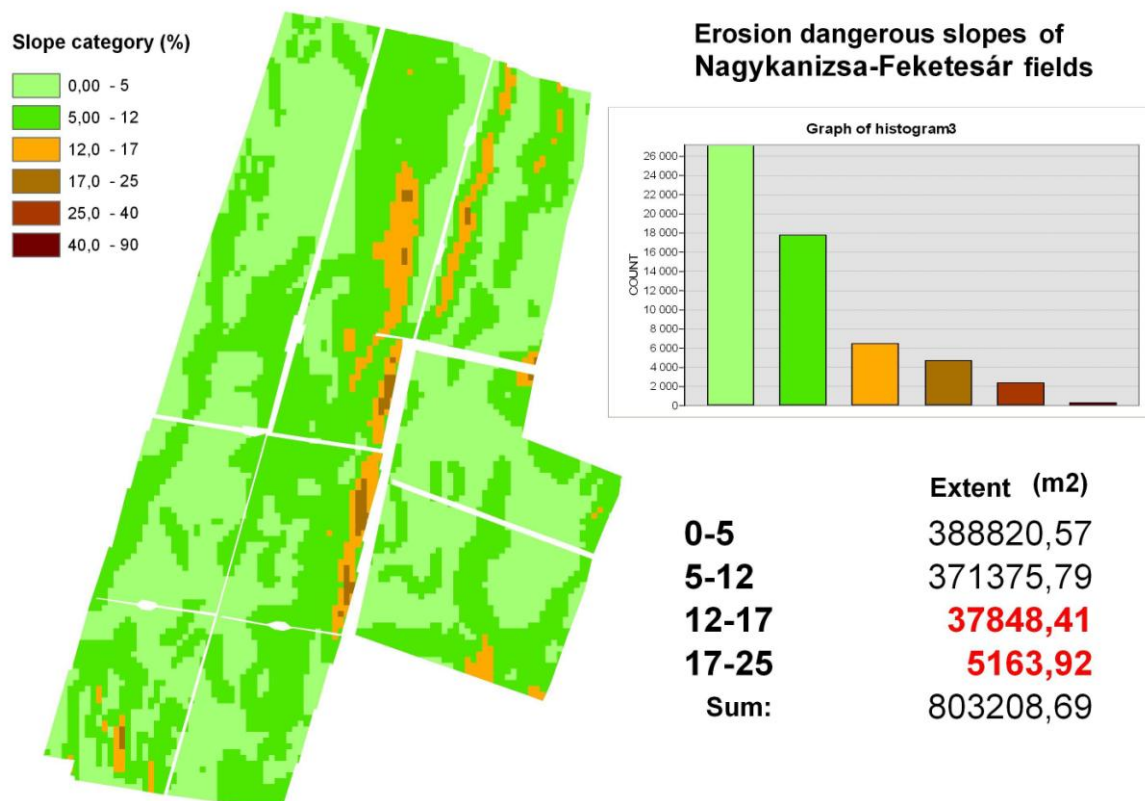 Slope category (%)
0,00 - 5
5,00 - 12
12,0 - 17
17,0 - 25
25,0 - 40
40,0 - 90
Erosion dangerous slopes of
Nagykanizsa-Feketesár fields
Graph of histogram3
26 000
24 000
22 000
20 000
18 000
16 000
14 000
12 000
10 000
8 000
6 000
4 000
2 000
0
COUNT
Extent (m2)
0-5 388820,57
5-12 371375,79
12-17 37848,41
17-25 5163,92
Sum: 803208,69